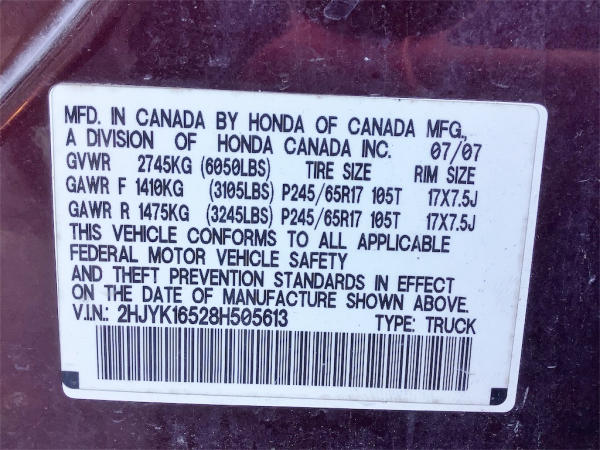 MFD. IN CANADA BY HONDA OF CANADA MFG.,
A DIVISION OF HONDA CANADA INC. 07/07
GVWR 2745KG (6050LBS) TIRE SIZE RIM SIZE
GAWR F 1410KG (3105LBS) P245/65R17 105T 17X7.5J
GAWR R 1475KG (3245LBS) P245/65R17 105T 17X7.5J
THIS VEHICLE CONFORMS TO ALL APPLICABLE
FEDERAL MOTOR VEHICLE SAFETY
AND THEFT PREVENTION STANDARDS IN EFFECT
ON THE DATE OF MANUFACTURE SHOWN ABOVE.
V.I.N.: 2HJYK16528H505613 TYPE: TRUCK